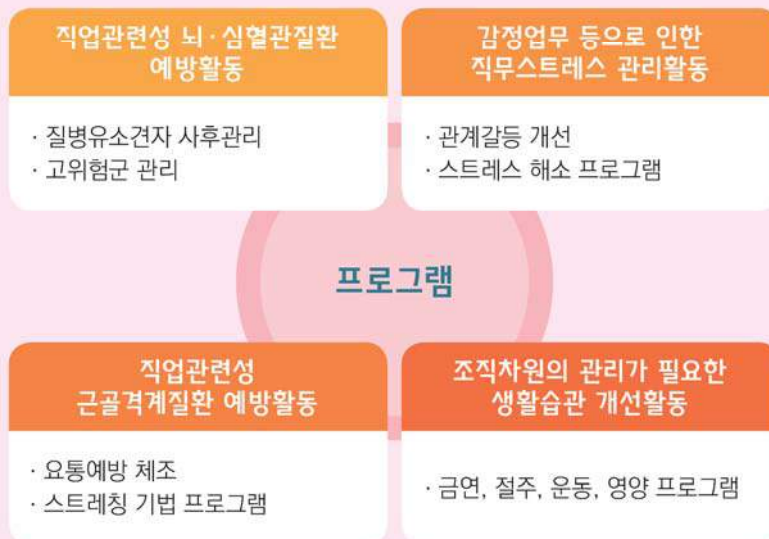 직업관련성 뇌·심혈관질환
예방활동
· 질병유소견자 사후관리
· 고위험군 관리
감정업무 등으로 인한
직무스트레스 관리활동
· 관계갈등 개선
· 스트레스 해소 프로그램
프로그램
직업관련성
근골격계질환 예방활동
· 요통예방 체조
· 스트레칭 기법 프로그램
조직차원의 관리가 필요한
생활습관 개선활동
· 금연, 절주, 운동, 영양 프로그램